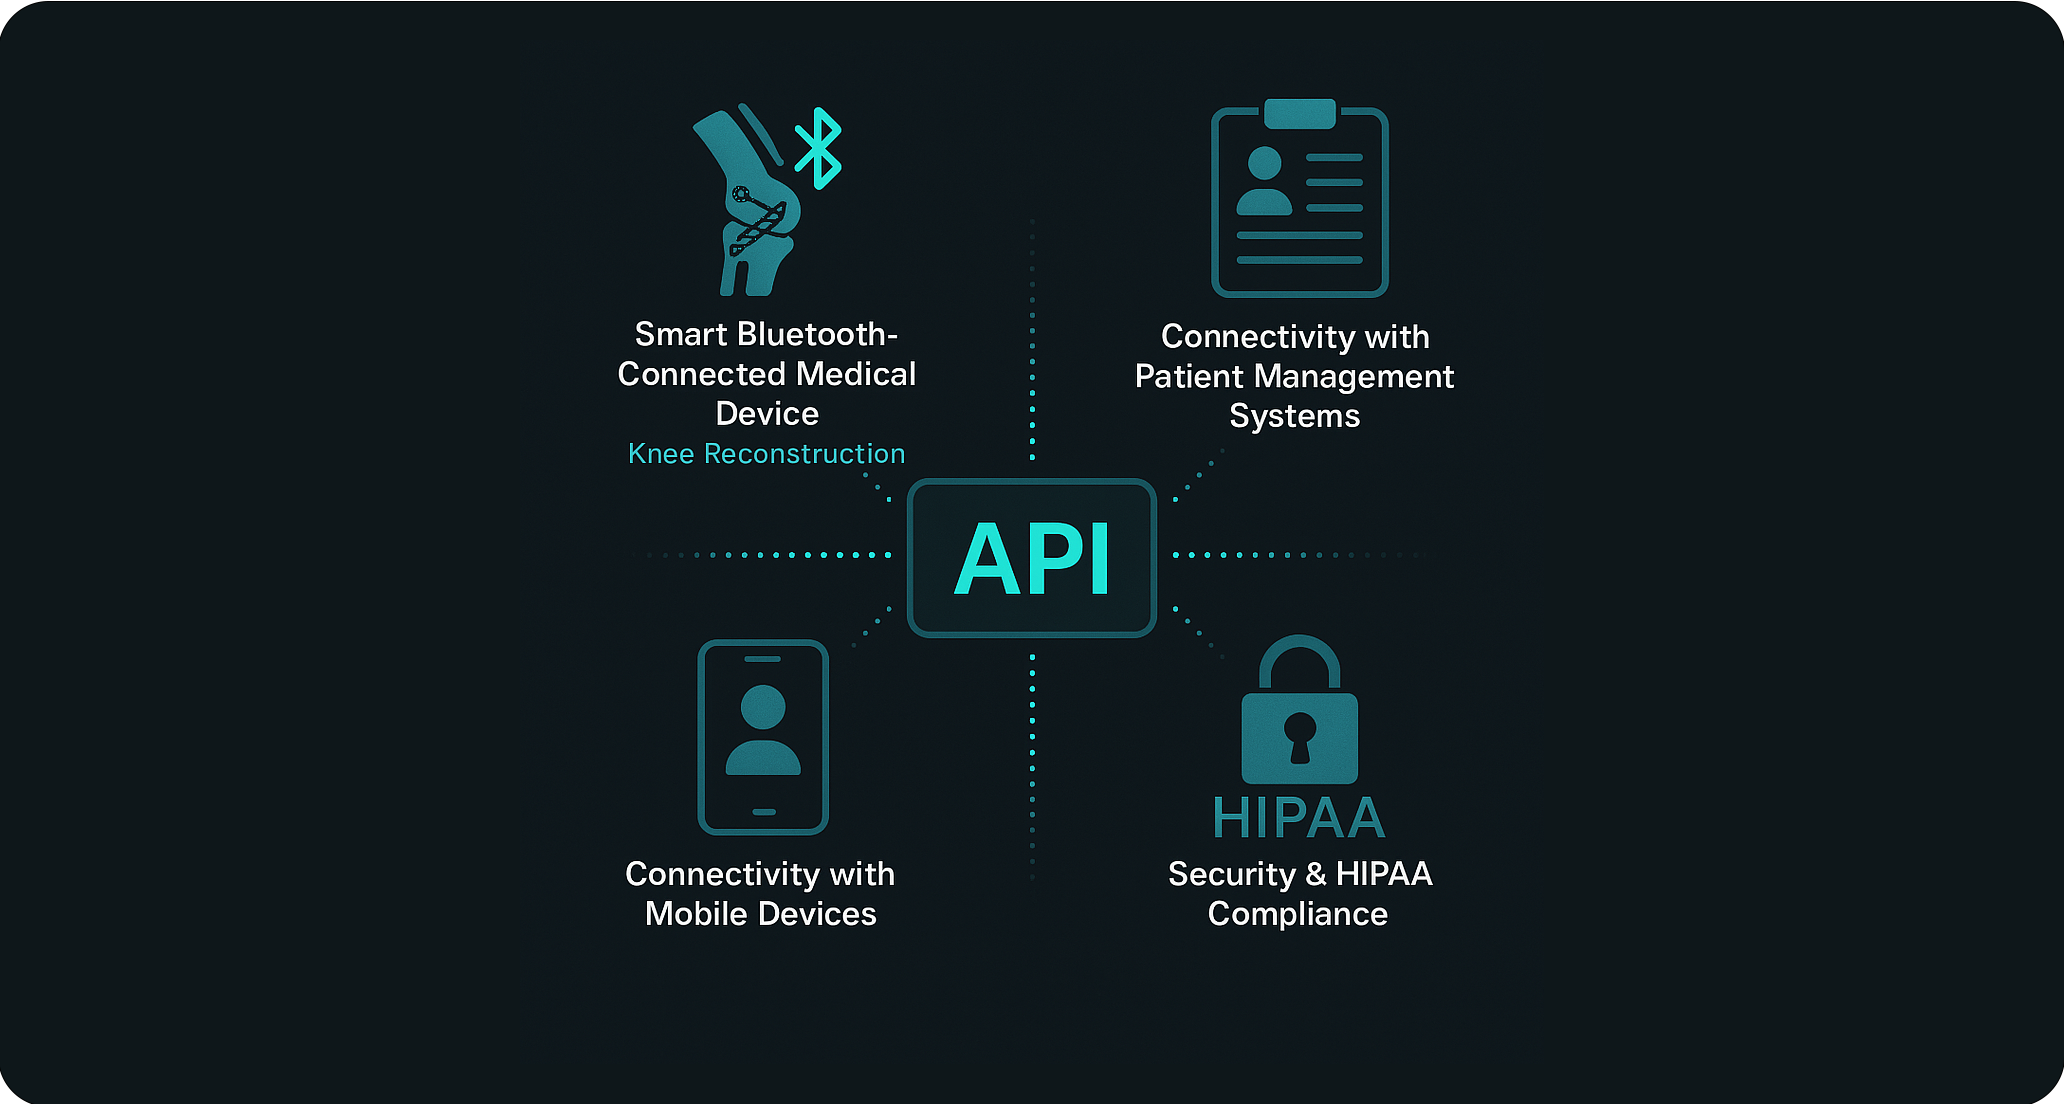 Smart Bluetooth-
Connected Medical
Device
Knee Reconstruction
Connectivity with
Patient Management
Systems
API
Connectivity with
Mobile Devices
HIPAA
Security & HIPAA
Compliance